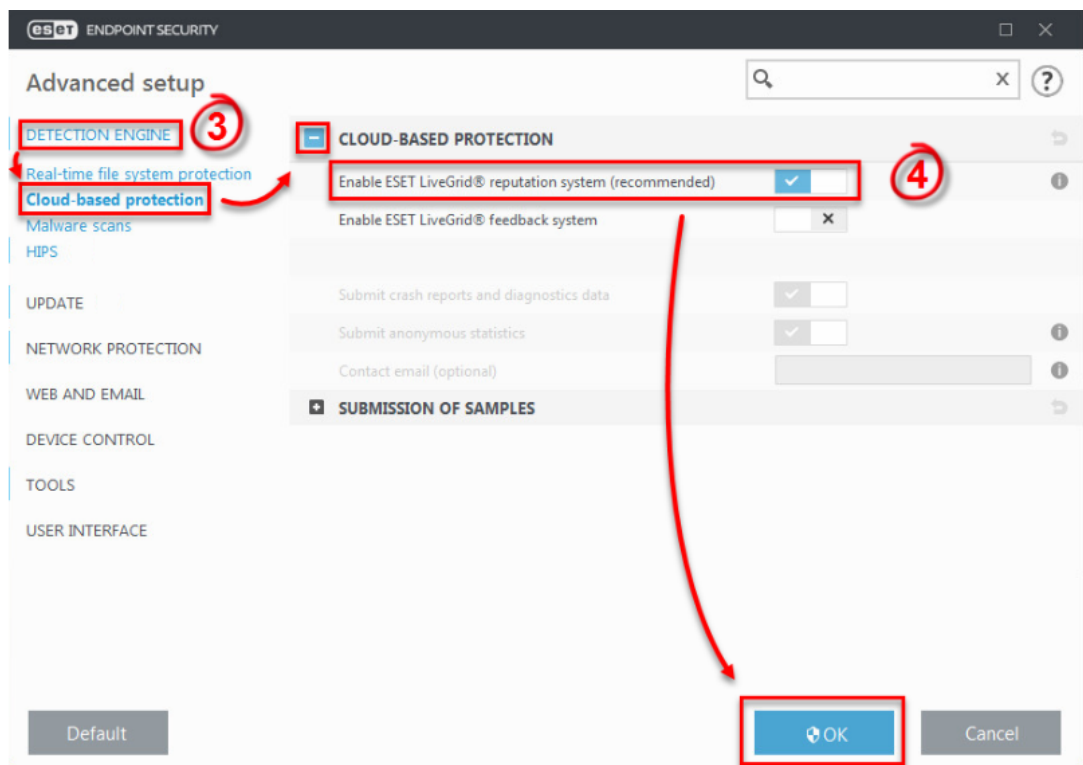 eset ENDPOINT SECURITY
Advanced setup
DETECTION ENGINE
3
Real-time file system protection
Cloud-based protection
Malware scans
HIPS
UPDATE
NETWORK PROTECTION
WEB AND EMAIL
DEVICE CONTROL
TOOLS
USER INTERFACE
CLOUD-BASED PROTECTION
Enable ESET LiveGrid® reputation system (recommended)
4
Enable ESET LiveGrid® feedback system
Submit crash reports and diagnostics data
Submit anonymous statistics
Contact email (optional)
SUBMISSION OF SAMPLES
Default
OK
Cancel